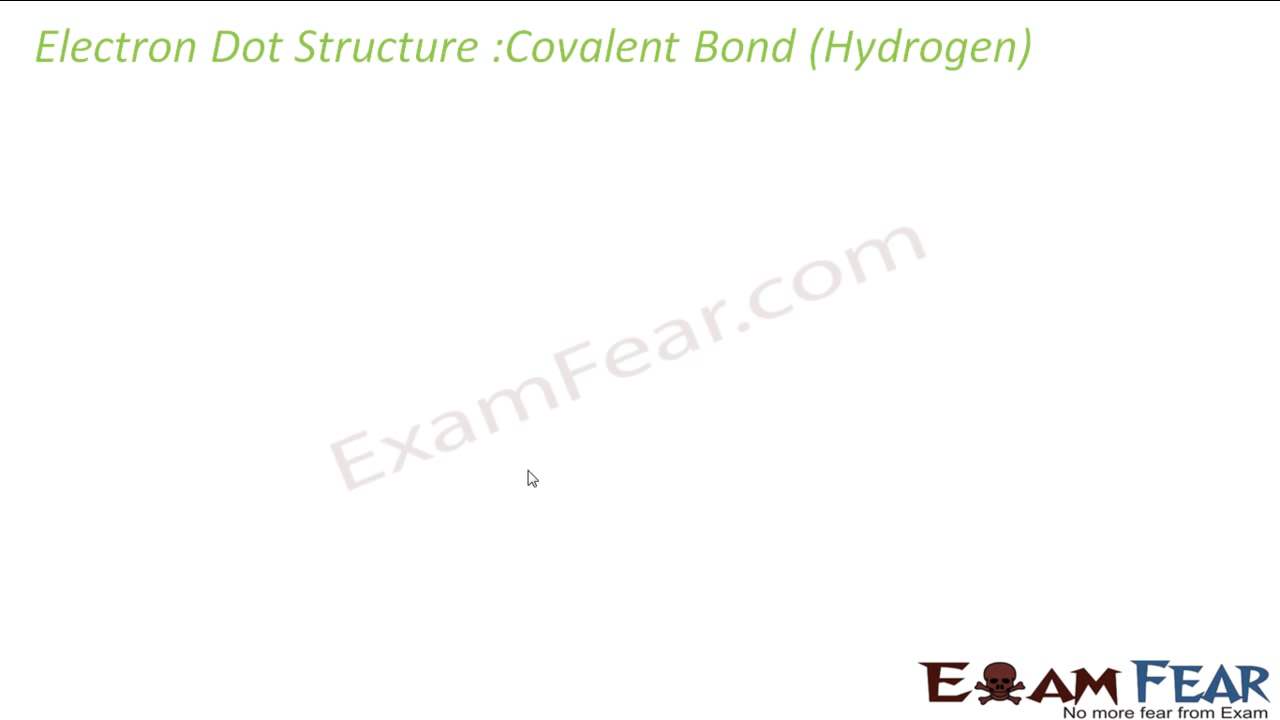 Electron Dot Structure :Covalent Bond (Hydrogen)
ExamFear.com
EXAM FEAR
No more fear from Exam